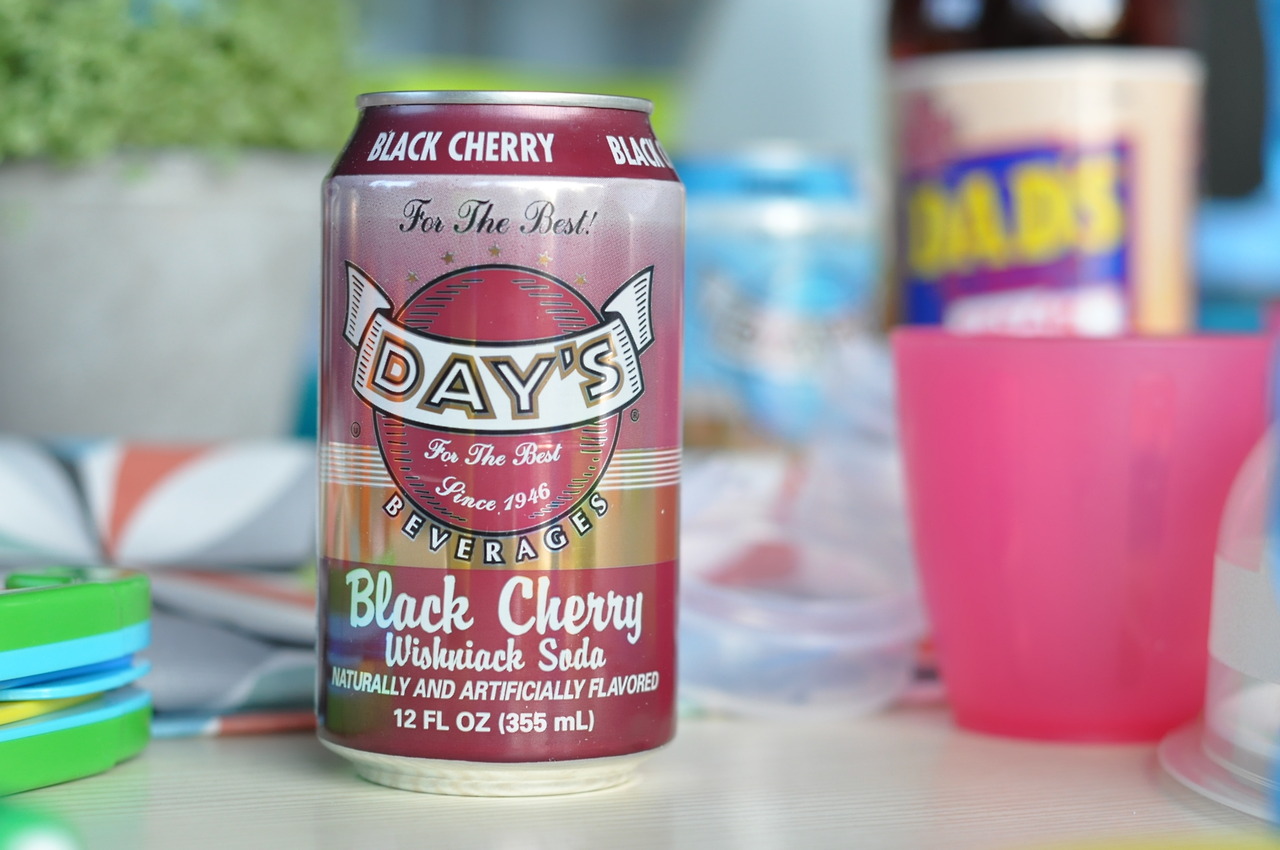 BLACK CHERRY BLACK
For The Best!
DAY'S
For The Best
Since 1946
BEVERAGES
Black Cherry
Wishniack Soda
NATURALLY AND ARTIFICIALLY FLAVORED
12 FL OZ (355 mL)
DAD'S